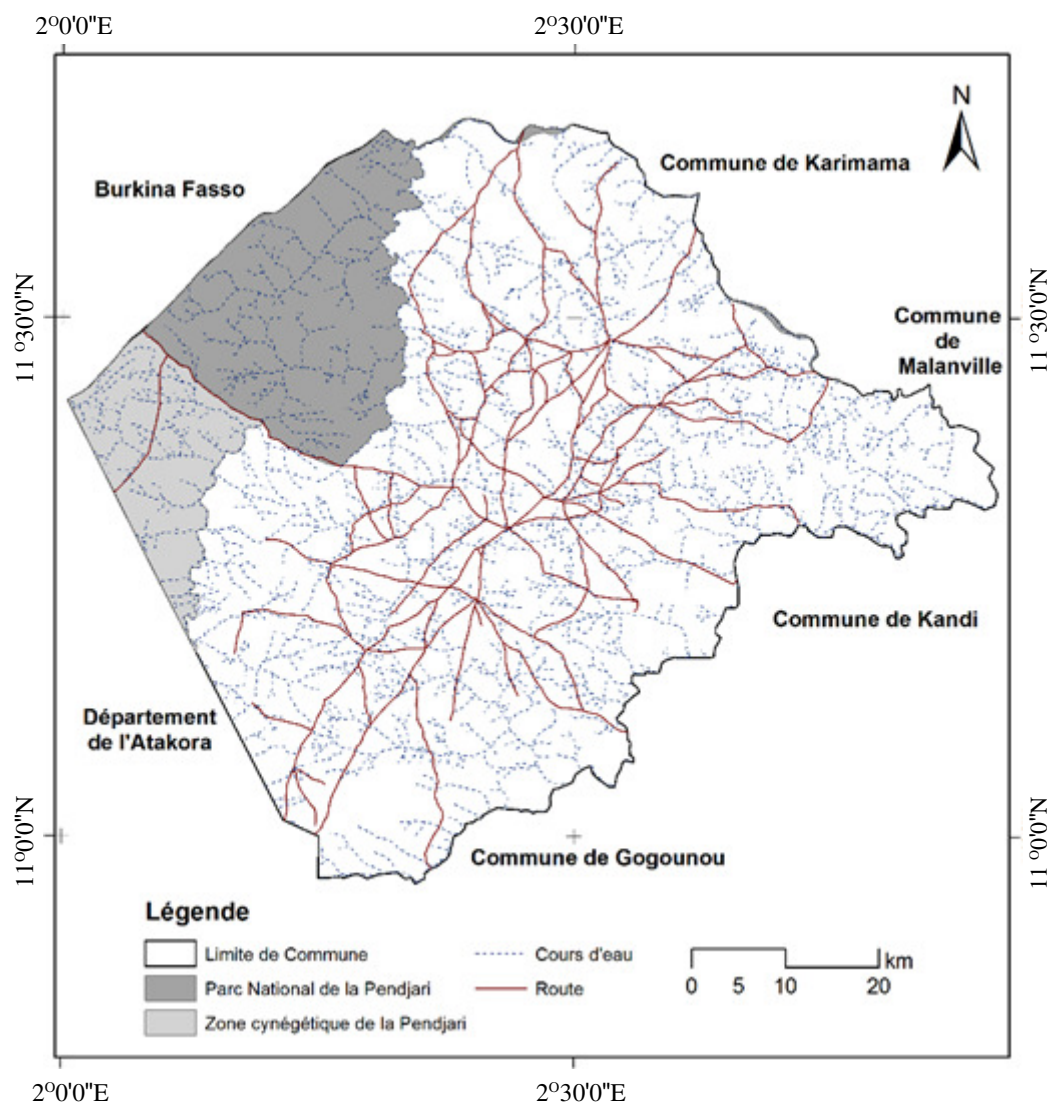 2°0'0"E 2°30'0"E
N
Commune de Karimama
Burkina Fasso
11°30'0"N
11°30'0"N
Commune
de
Malanville
Commune de Kandi
Département
de l'Atakora
11°0'0"N
11°0'0"N
Commune de Gogounou
Légende
Limite de Commune
Parc National de la Pendjari
Zone cynégétique de la Pendjari
Cours d'eau
Route
km
0 5 10 20
2°0'0"E 2°30'0"E